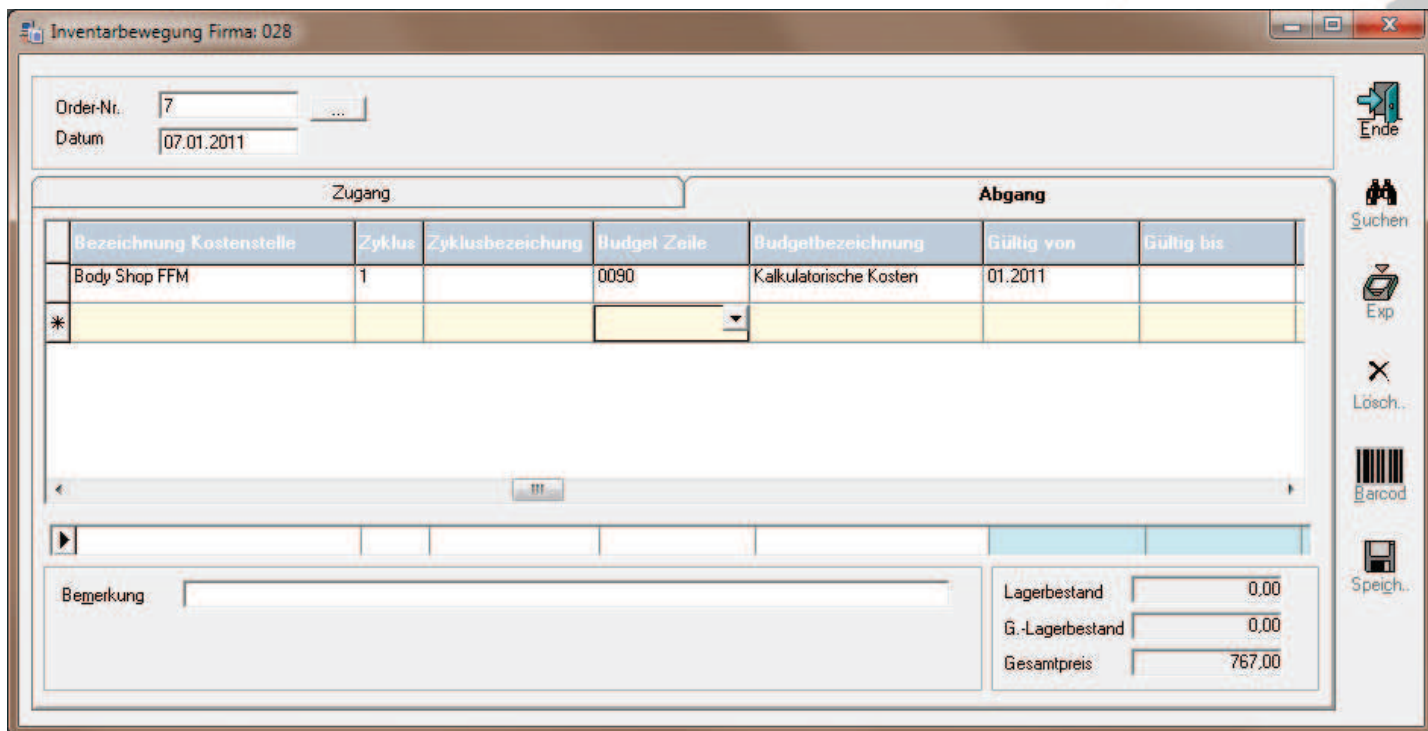 Inventarbewegung Firma: 028
Order-Nr. 7 ...
Datum 07.01.2011
Zugang Abgang
Bezeichnung Kostenstelle Zyklus Zyklusbezeichung Budget Zeile Budgetbezeichnung Gültig von Gültig bis
Body Shop FFM 1 0090 Kalkulatorische Kosten 01.2011
*
Bemerkung
Lagerbestand 0,00
G.-Lagerbestand 0,00
Gesamtpreis 767,00
Ende
Suchen
Exp
Lösch..
Barcod
Speich..